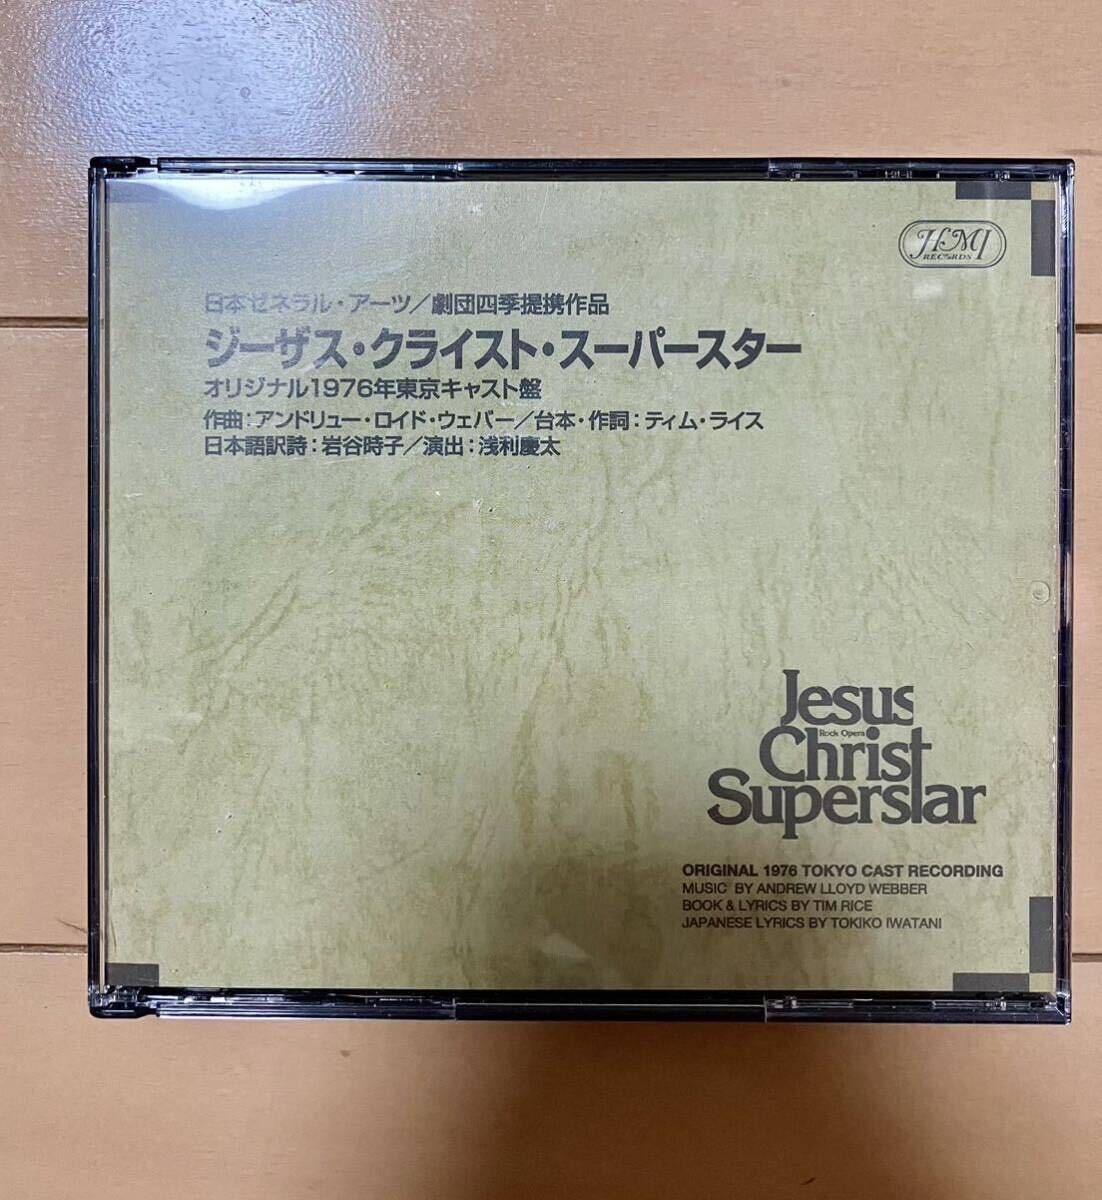 HMI
RECORDS
日本ゼネラル・アーツ／劇団四季提携作品
ジーザス・クライスト・スーパースター
オリジナル1976年東京キャスト盤
作曲：アンドリュー・ロイド・ウェバー／台本・作詞：ティム・ライス
日本語訳詩：岩谷時子／演出：浅利慶太
Jesus
Rock Opera
Christ
Superstar
ORIGINAL 1976 TOKYO CAST RECORDING
MUSIC BY ANDREW LLOYD WEBBER
BOOK & LYRICS BY TIM RICE
JAPANESE LYRICS BY TOKIKO IWATANI